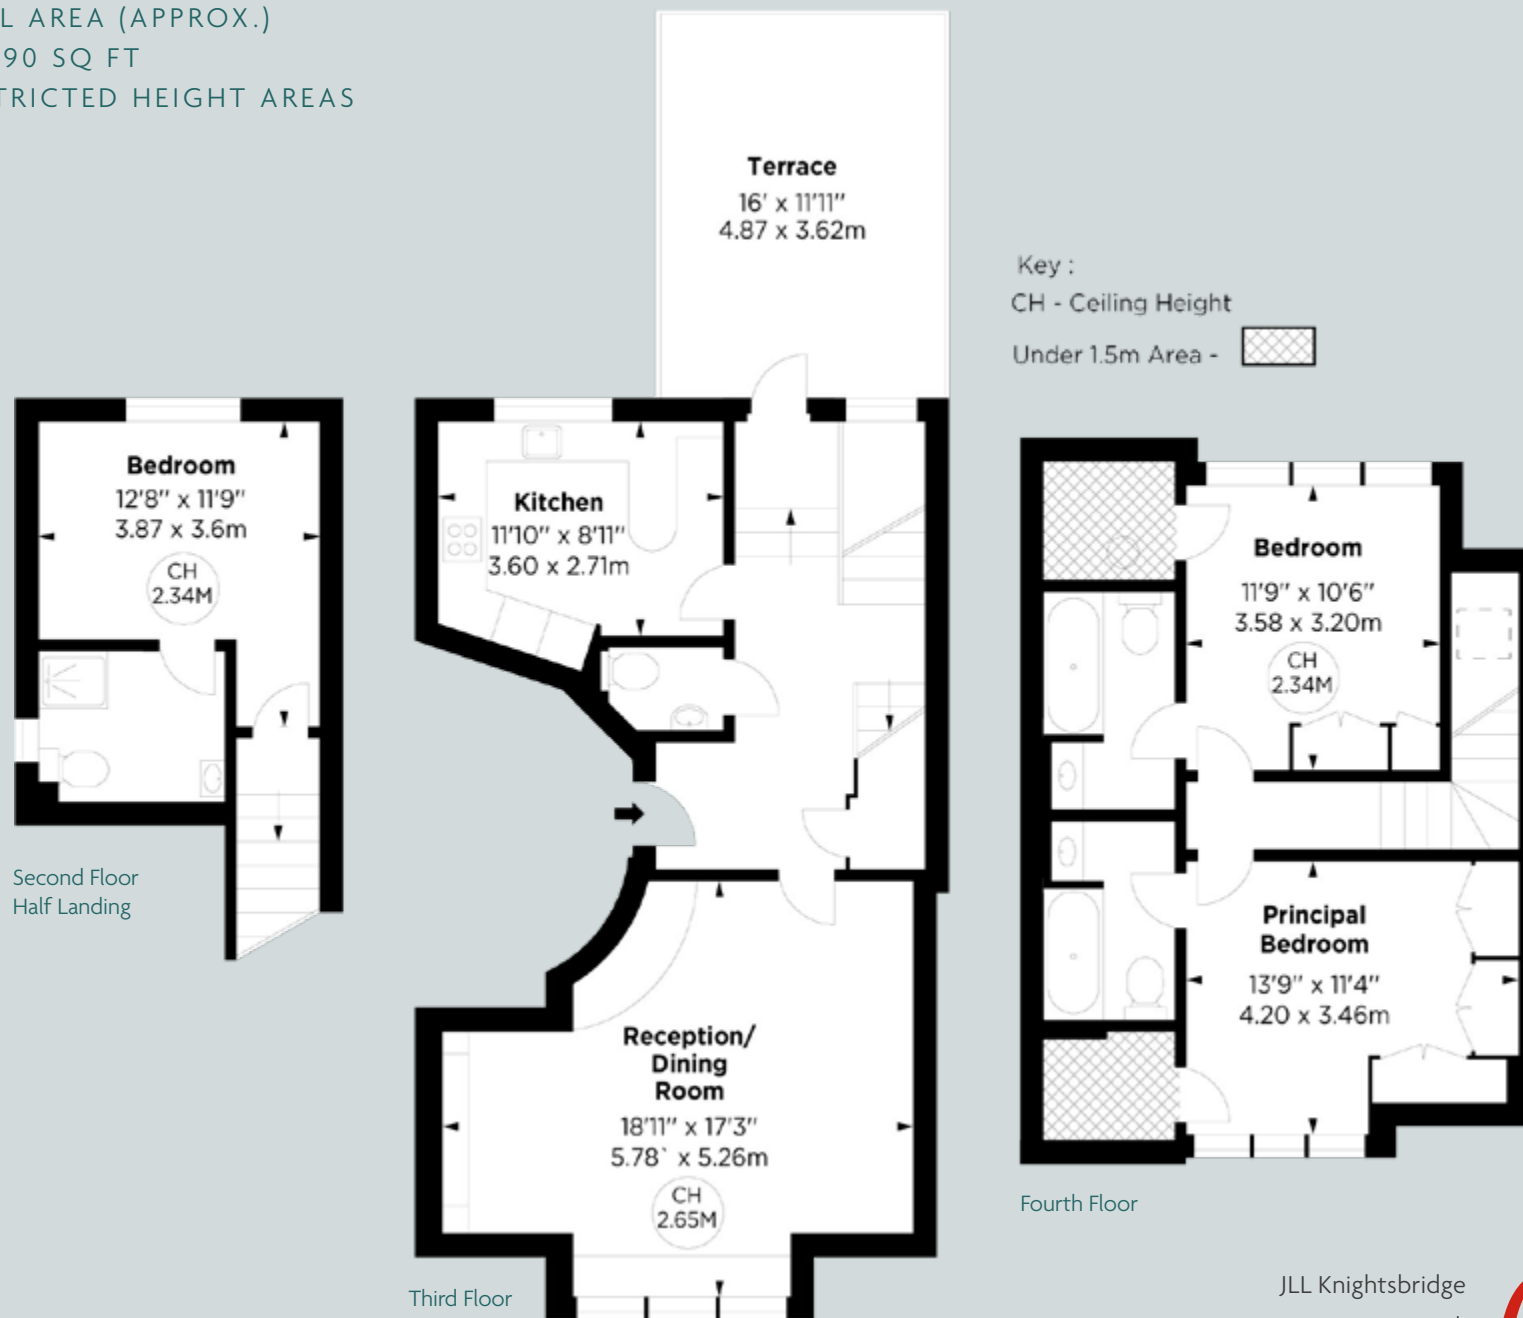 L AREA (APPROX.)
90 SQ FT
TRICTED HEIGHT AREAS
Terrace
16' x 11'11"
4.87 x 3.62m
Key :
CH - Ceiling Height
Under 1.5m Area -
Bedroom
12'8" x 11'9"
3.87 x 3.6m
CH
2.34M
Second Floor
Half Landing
Kitchen
11'10" x 8'11"
3.60 x 2.71m
Reception/
Dining
Room
18'11" x 17'3"
5.78` x 5.26m
CH
2.65M
Third Floor
Bedroom
11'9" x 10'6"
3.58 x 3.20m
CH
2.34M
Principal
Bedroom
13'9" x 11'4"
4.20 x 3.46m
Fourth Floor
JLL Knightsbridge